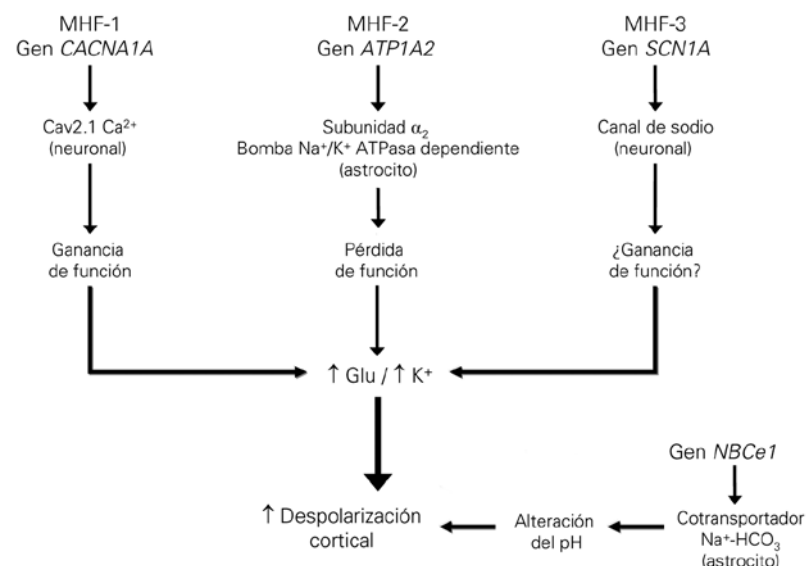 MHF-1
Gen CACNA1A
MHF-2
Gen ATP1A2
MHF-3
Gen SCN1A
Cav2.1 Ca²⁺
(neuronal)
Subunidad α₂
Bomba Na⁺/K⁺ ATPasa dependiente
(astrocito)
Canal de sodio
(neuronal)
Ganancia
de función
Pérdida
de función
¿Ganancia
de función?
↑ Glu / ↑ K⁺
Gen NBCe1
↑ Despolarización
cortical
Alteración
del pH
Cotransportador
Na⁺-HCO₃
(astrocito)